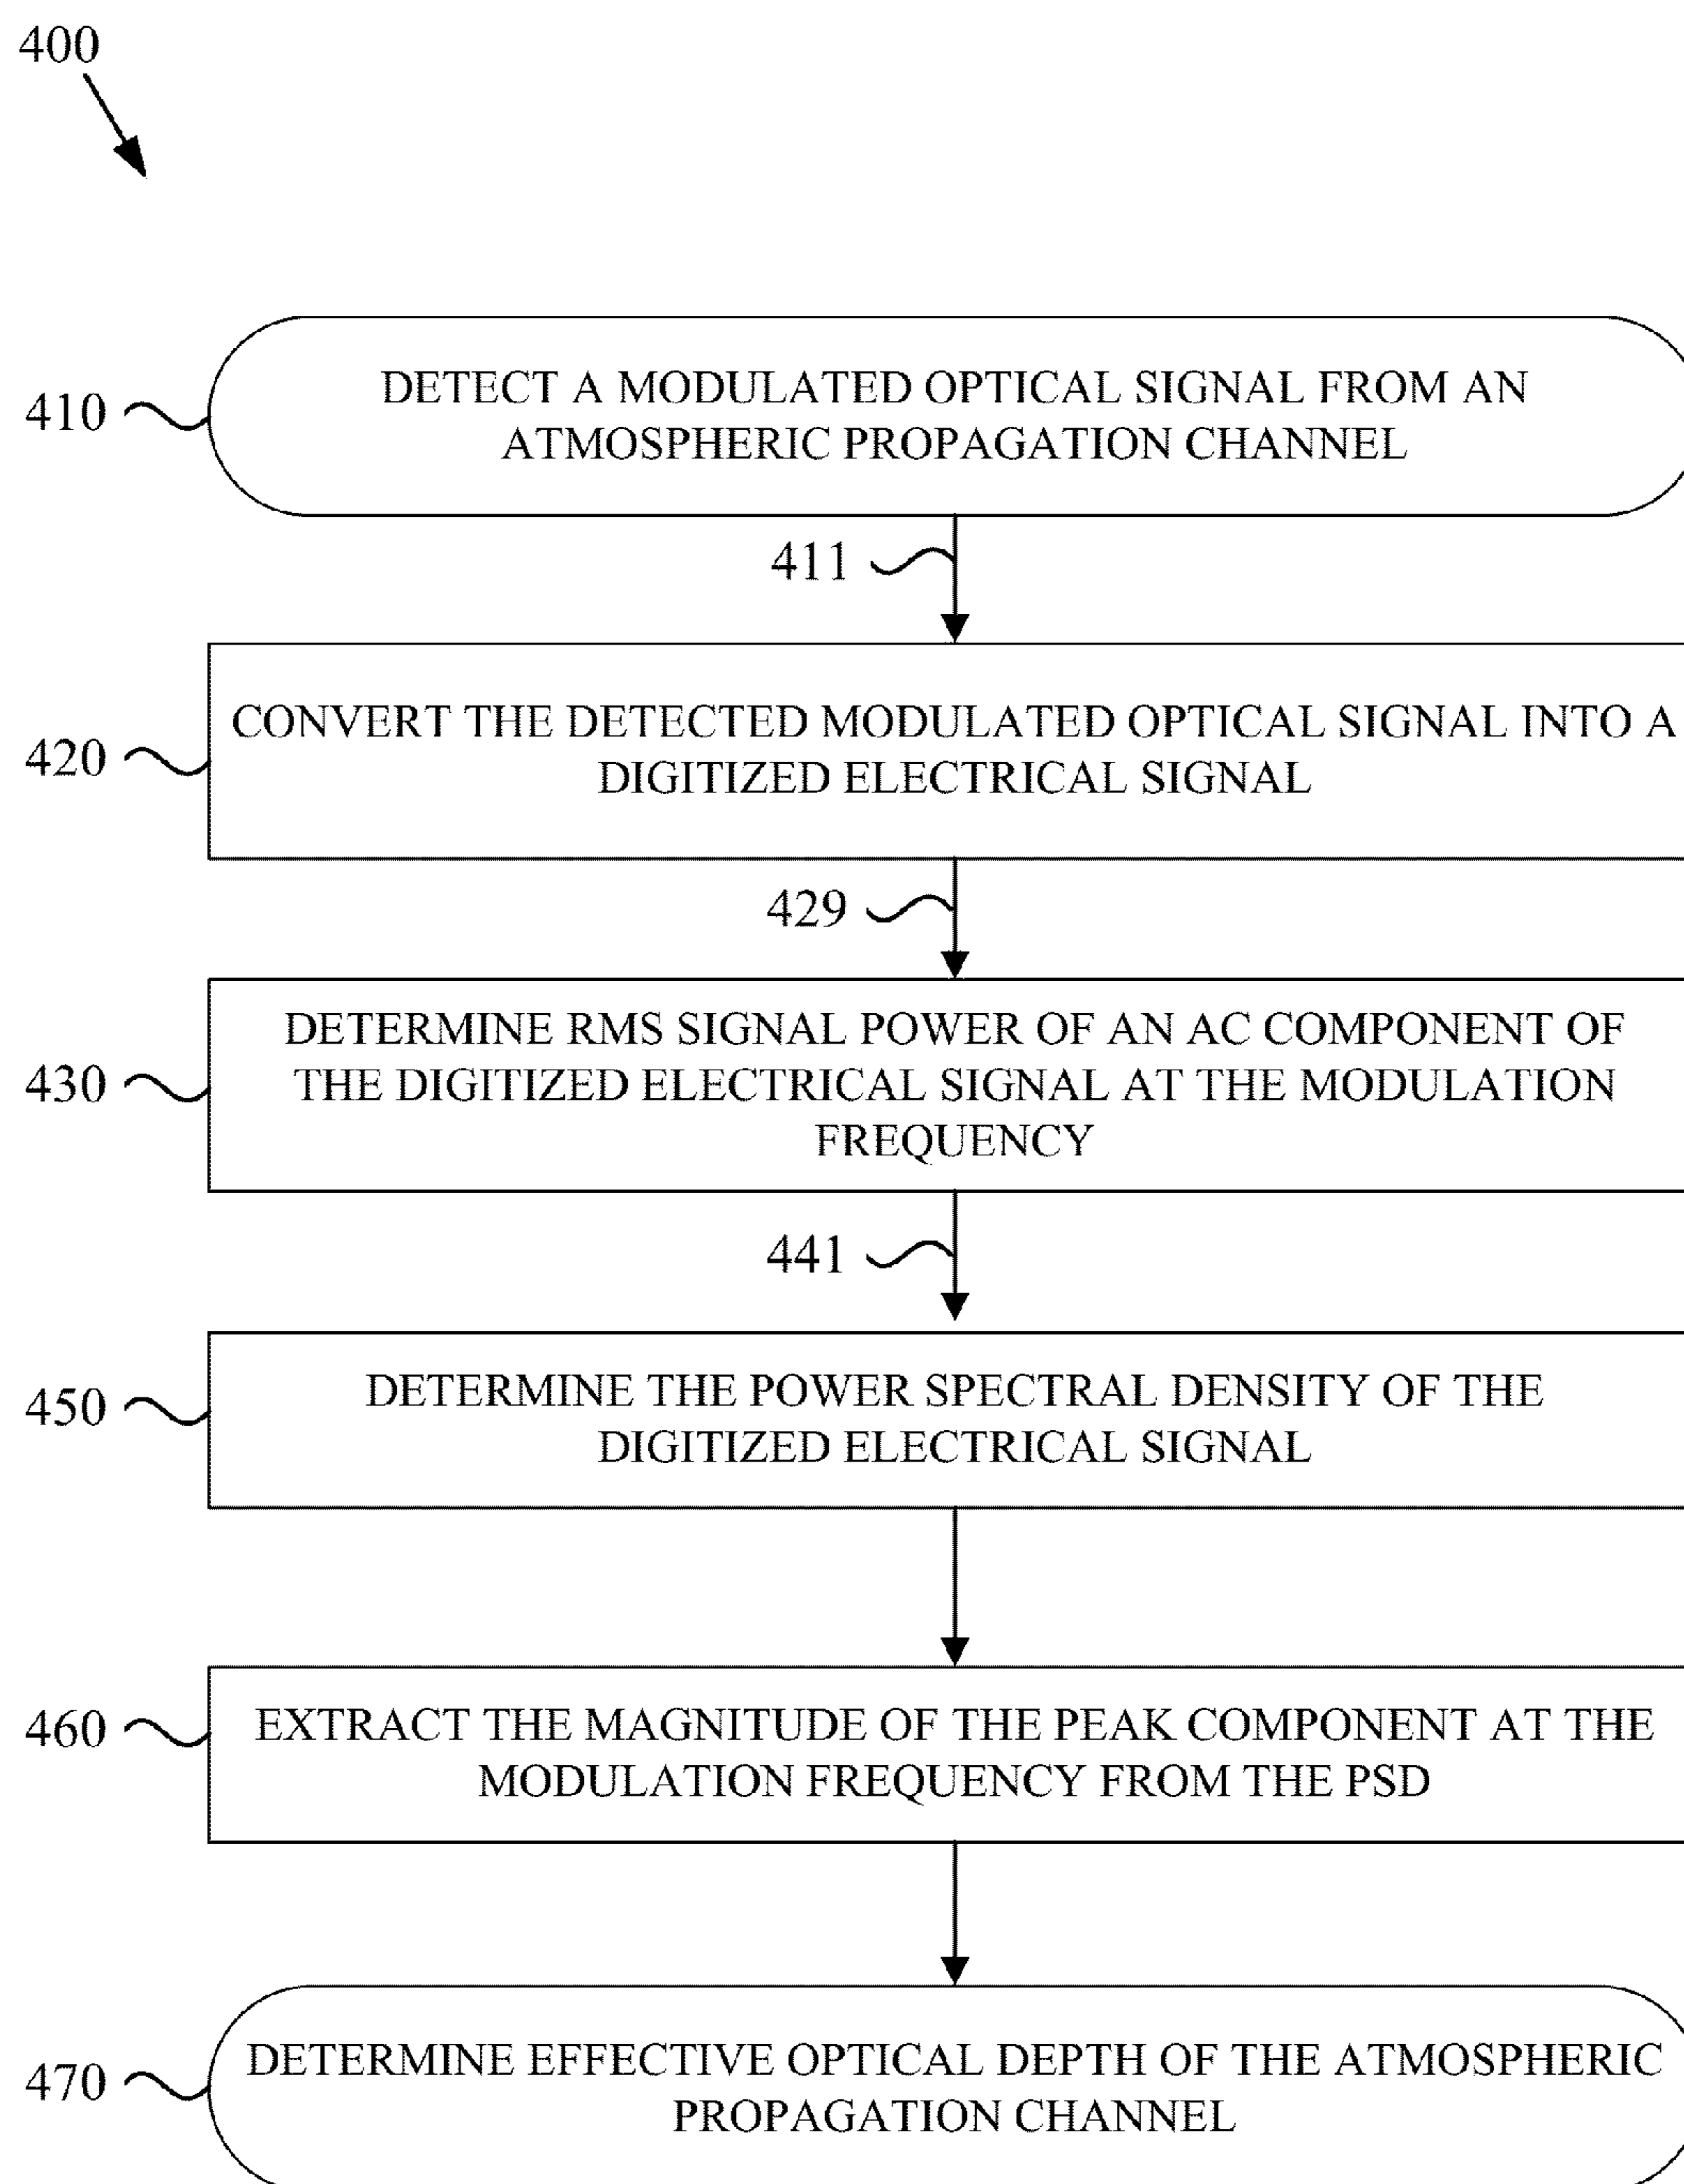 400
410
DETECT A MODULATED OPTICAL SIGNAL FROM AN
ATMOSPHERIC PROPAGATION CHANNEL
411
420
CONVERT THE DETECTED MODULATED OPTICAL SIGNAL INTO A
DIGITIZED ELECTRICAL SIGNAL
429
430
DETERMINE RMS SIGNAL POWER OF AN AC COMPONENT OF
THE DIGITIZED ELECTRICAL SIGNAL AT THE MODULATION
FREQUENCY
441
450
DETERMINE THE POWER SPECTRAL DENSITY OF THE
DIGITIZED ELECTRICAL SIGNAL
460
EXTRACT THE MAGNITUDE OF THE PEAK COMPONENT AT THE
MODULATION FREQUENCY FROM THE PSD
470
DETERMINE EFFECTIVE OPTICAL DEPTH OF THE ATMOSPHERIC
PROPAGATION CHANNEL